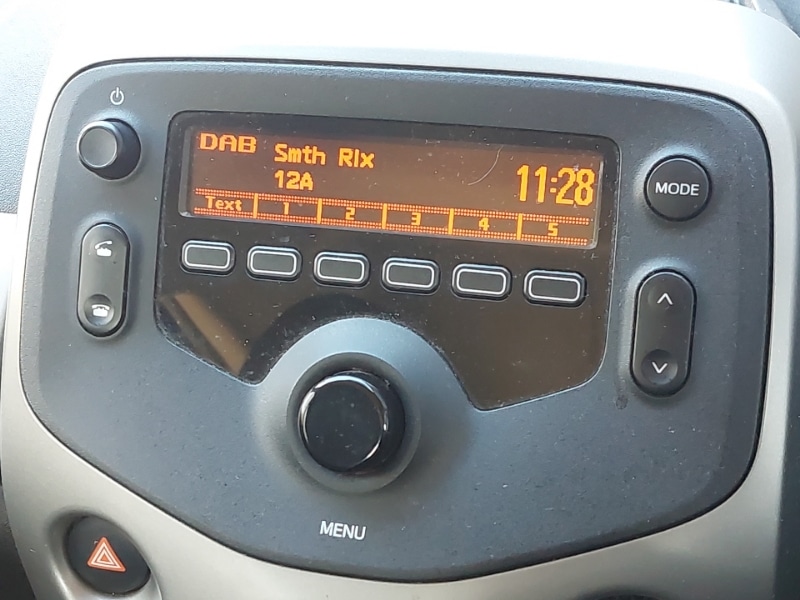 DAB Smth Rlx
12A
11:28
Text 1 2 3 4 5
MODE
MENU